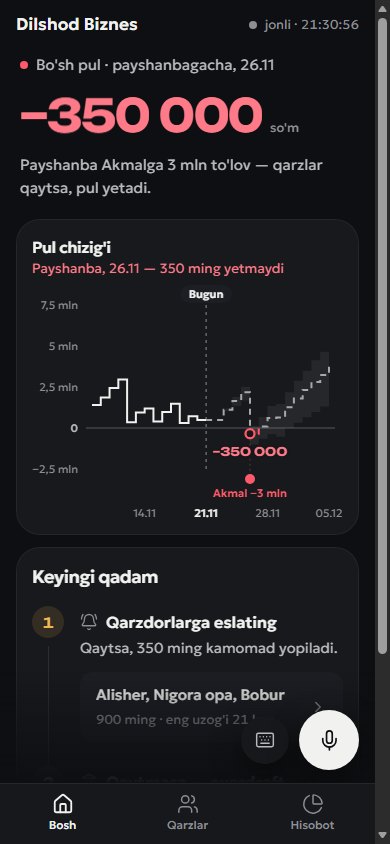 Dilshod Biznes
jonli · 21:30:56
Bo'sh pul · payshanbagacha, 26.11
−350 000 so'm
Payshanba Akmalga 3 mln to'lov — qarzlar
qaytsa, pul yetadi.
Pul chizig'i
Payshanba, 26.11 — 350 ming yetmaydi
Bugun
7,5 mln
5 mln
2,5 mln
0
−2,5 mln
−350 000
Akmal −3 mln
14.11
21.11
28.11
05.12
Keyingi qadam
1
Qarzdorlarga eslating
Qaytsa, 350 ming kamomad yopiladi.
Alisher, Nigora opa, Bobur
900 ming · eng uzog'i 21
Bosh
Qarzlar
Hisobot